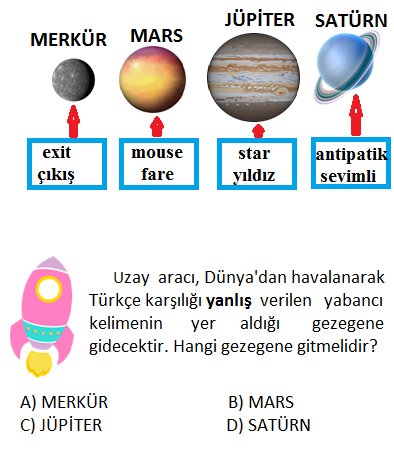 MERKÜR
MARS
JÜPİTER
SATÜRN
exit
çıkış
mouse
fare
star
yıldız
antipatik
sevimli
Uzay aracı, Dünya'dan havalanarak
Türkçe karşılığı yanlış verilen yabancı
kelimenin yer aldığı gezegene
gidecektir. Hangi gezegene gitmelidir?
A) MERKÜR
B) MARS
C) JÜPİTER
D) SATÜRN